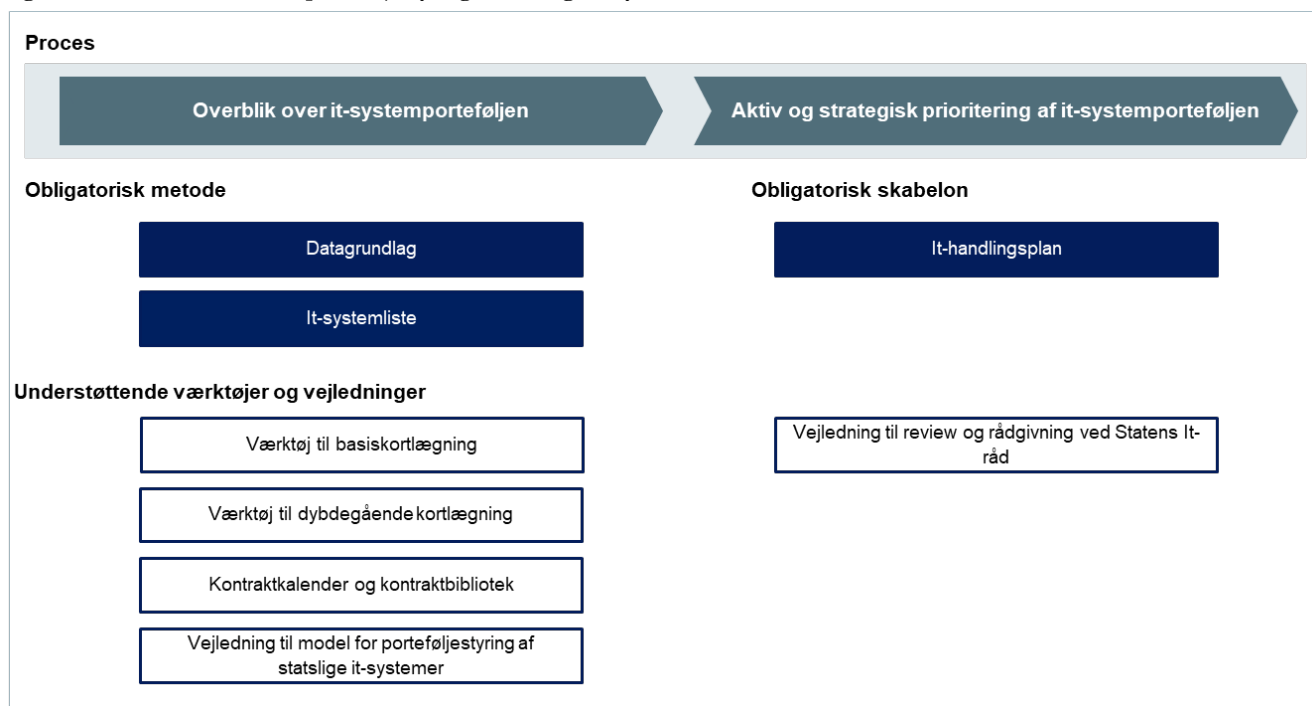 Proces
Overblik over it-systemporteføljen
Aktiv og strategisk prioritering af it-systemporteføljen
Obligatorisk metode
Obligatorisk skabelon
Datagrundlag
It-handlingsplan
It-systemliste
Understøttende værktøjer og vejledninger
Værktøj til basiskortlægning
Vejledning til review og rådgivning ved Statens It-
råd
Værktøj til dybdegående kortlægning
Kontraktkalender og kontraktbibliotek
Vejledning til model for porteføljestyring af
statslige it-systemer